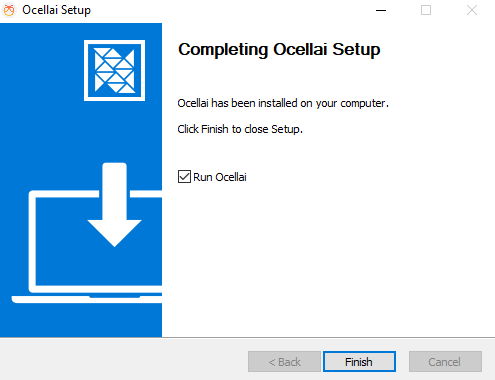 Ocellai Setup
Completing Ocellai Setup
Ocellai has been installed on your computer.
Click Finish to close Setup.
Run Ocellai
< Back
Finish
Cancel